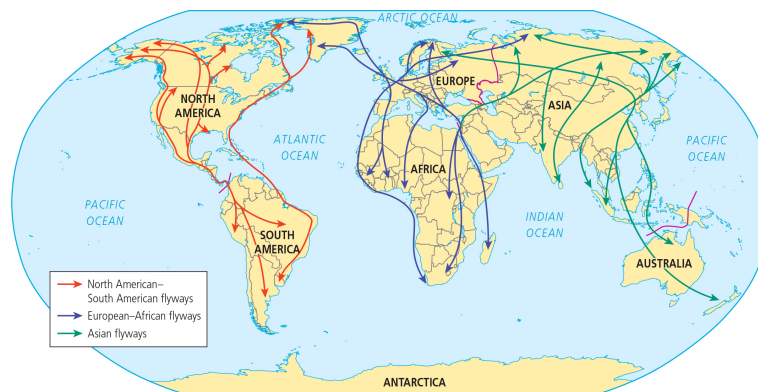 ARCTIC OCEAN
EUROPE
NORTH
AMERICA
ASIA
ATLANTIC
OCEAN
PACIFIC
OCEAN
AFRICA
PACIFIC
OCEAN
INDIAN
OCEAN
SOUTH
AMERICA
AUSTRALIA
North American–
South American flyways
European–African flyways
Asian flyways
ANTARCTICA